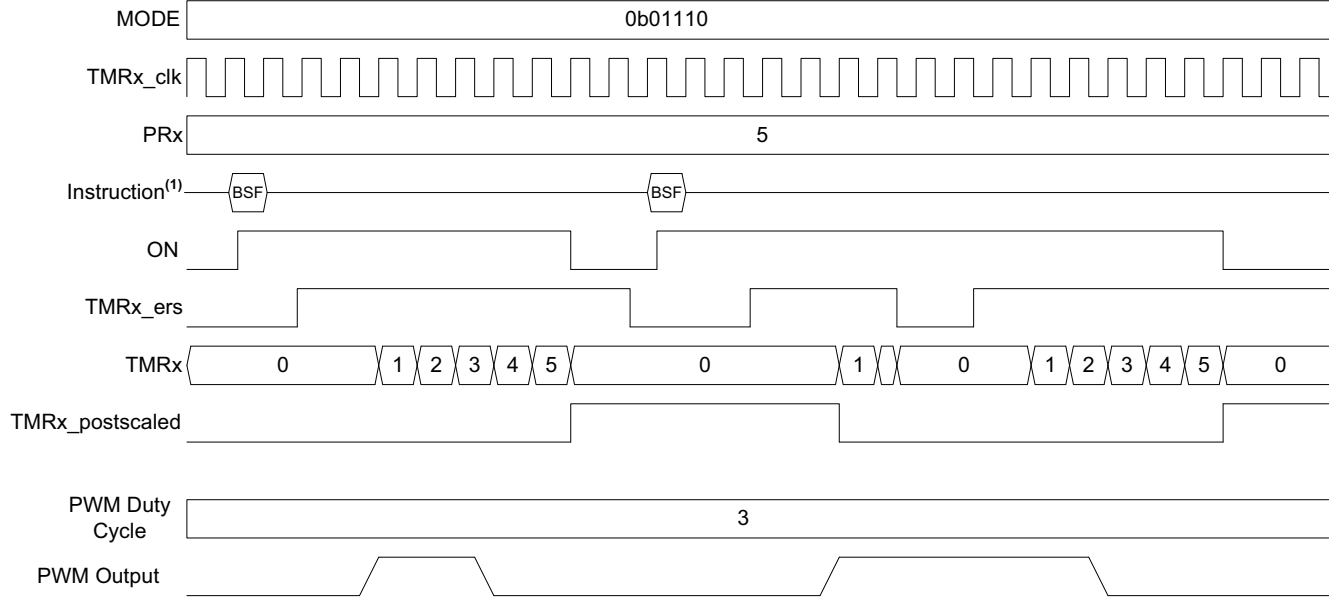 MODE 0b01110
TMRx_clk
PRx 5
Instruction(1) BSF BSF
ON
TMRx_ers
TMRx 0 1 2 3 4 5 0 1 0 1 2 3 4 5 0
TMRx_postscaled
PWM Duty
Cycle 3
PWM Output